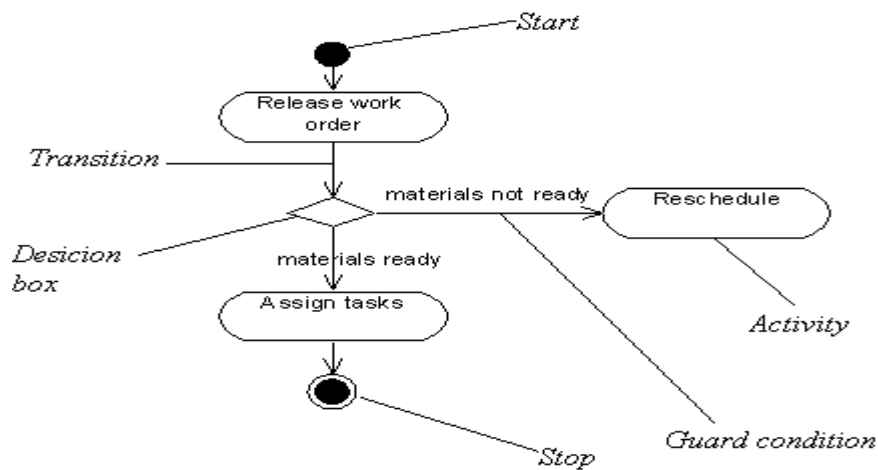 Start
Release work
order
Transition
materials not ready
Reschedule
Desicion
box
materials ready
Assign tasks
Activity
Guard condition
Stop